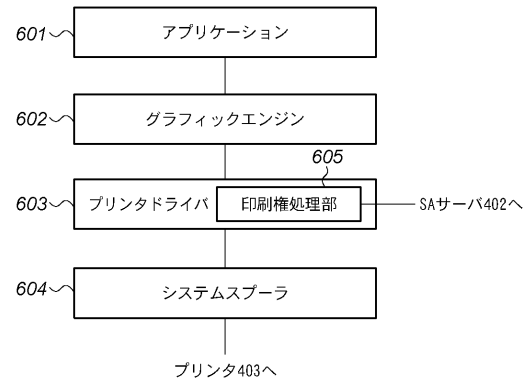 601
アプリケーション
602
グラフィックエンジン
605
603
プリンタドライバ
印刷権処理部
SAサーバ402へ
604
システムスプーラ
プリンタ403へ